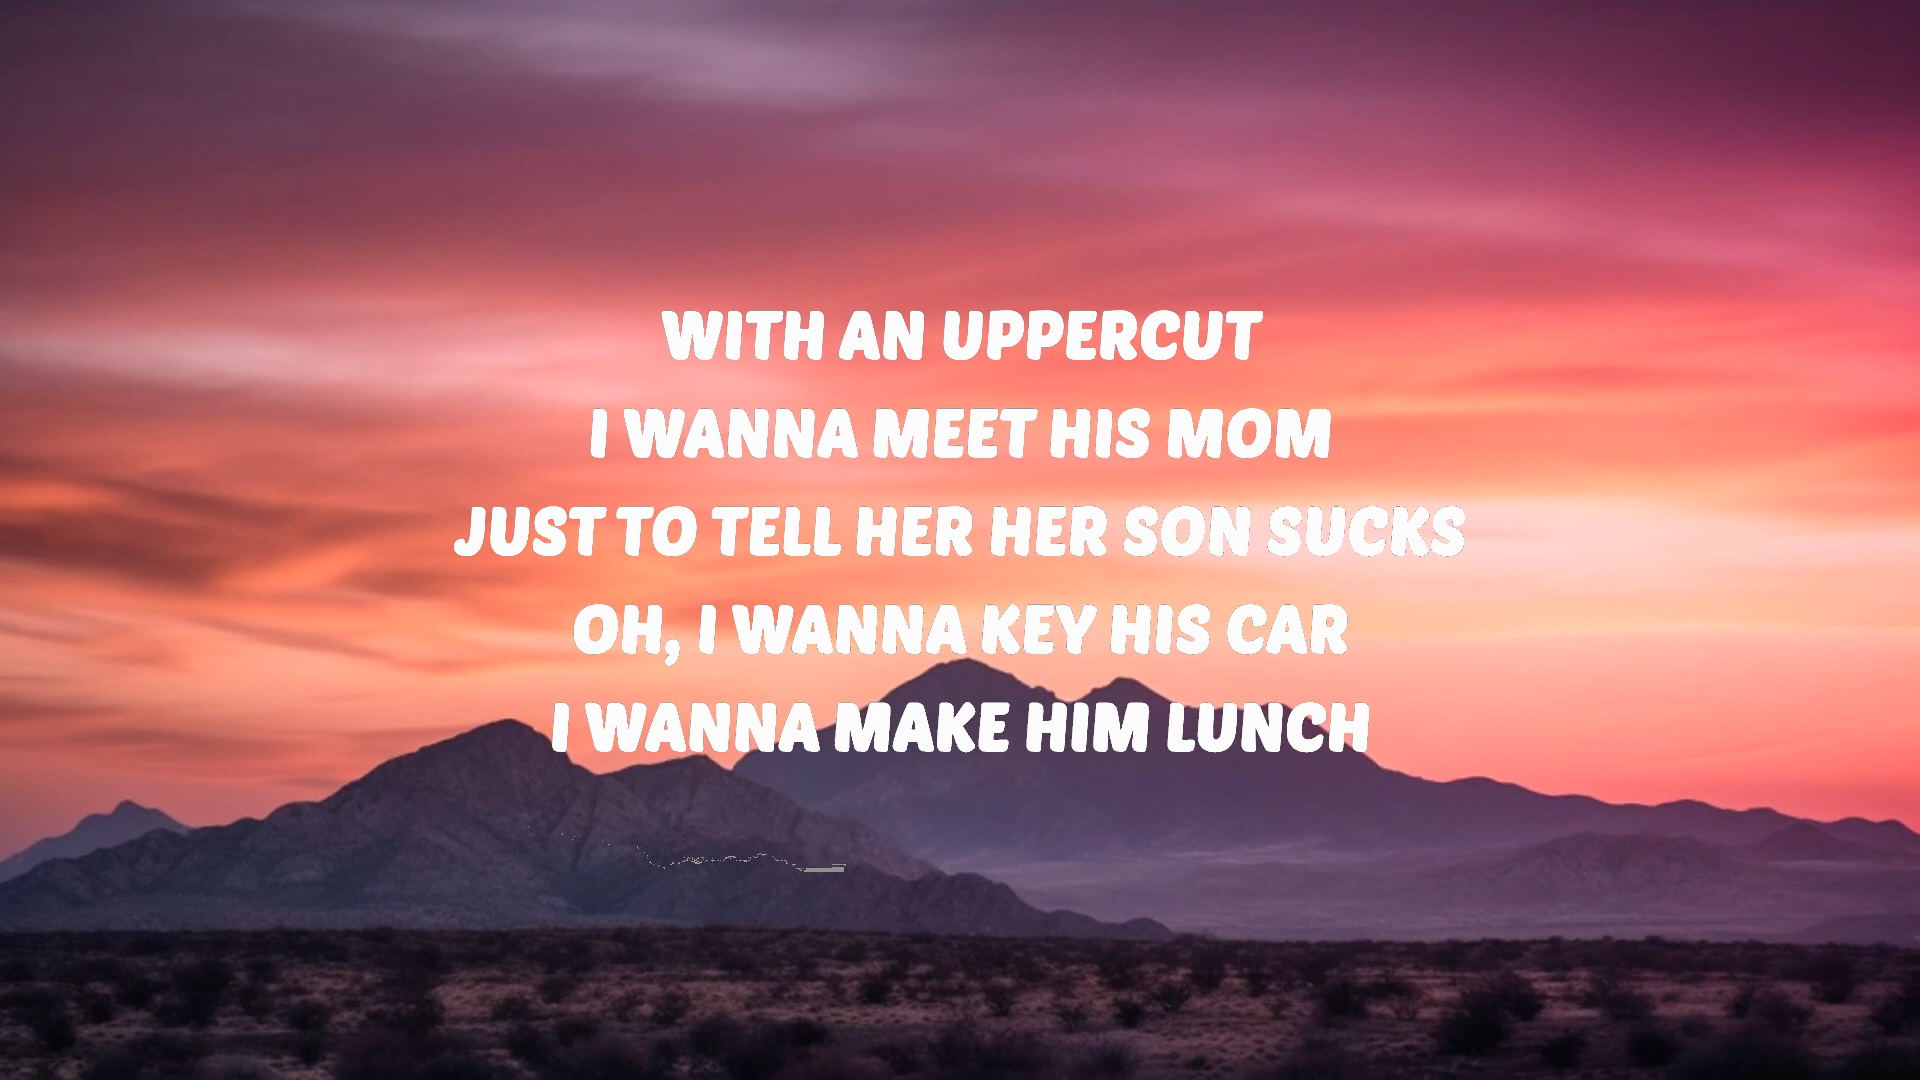 WITH AN UPPERCUT
I WANNA MEET HIS MOM
JUST TO TELL HER HER SON SUCKS
OH, I WANNA KEY HIS CAR
I WANNA MAKE HIM LUNCH